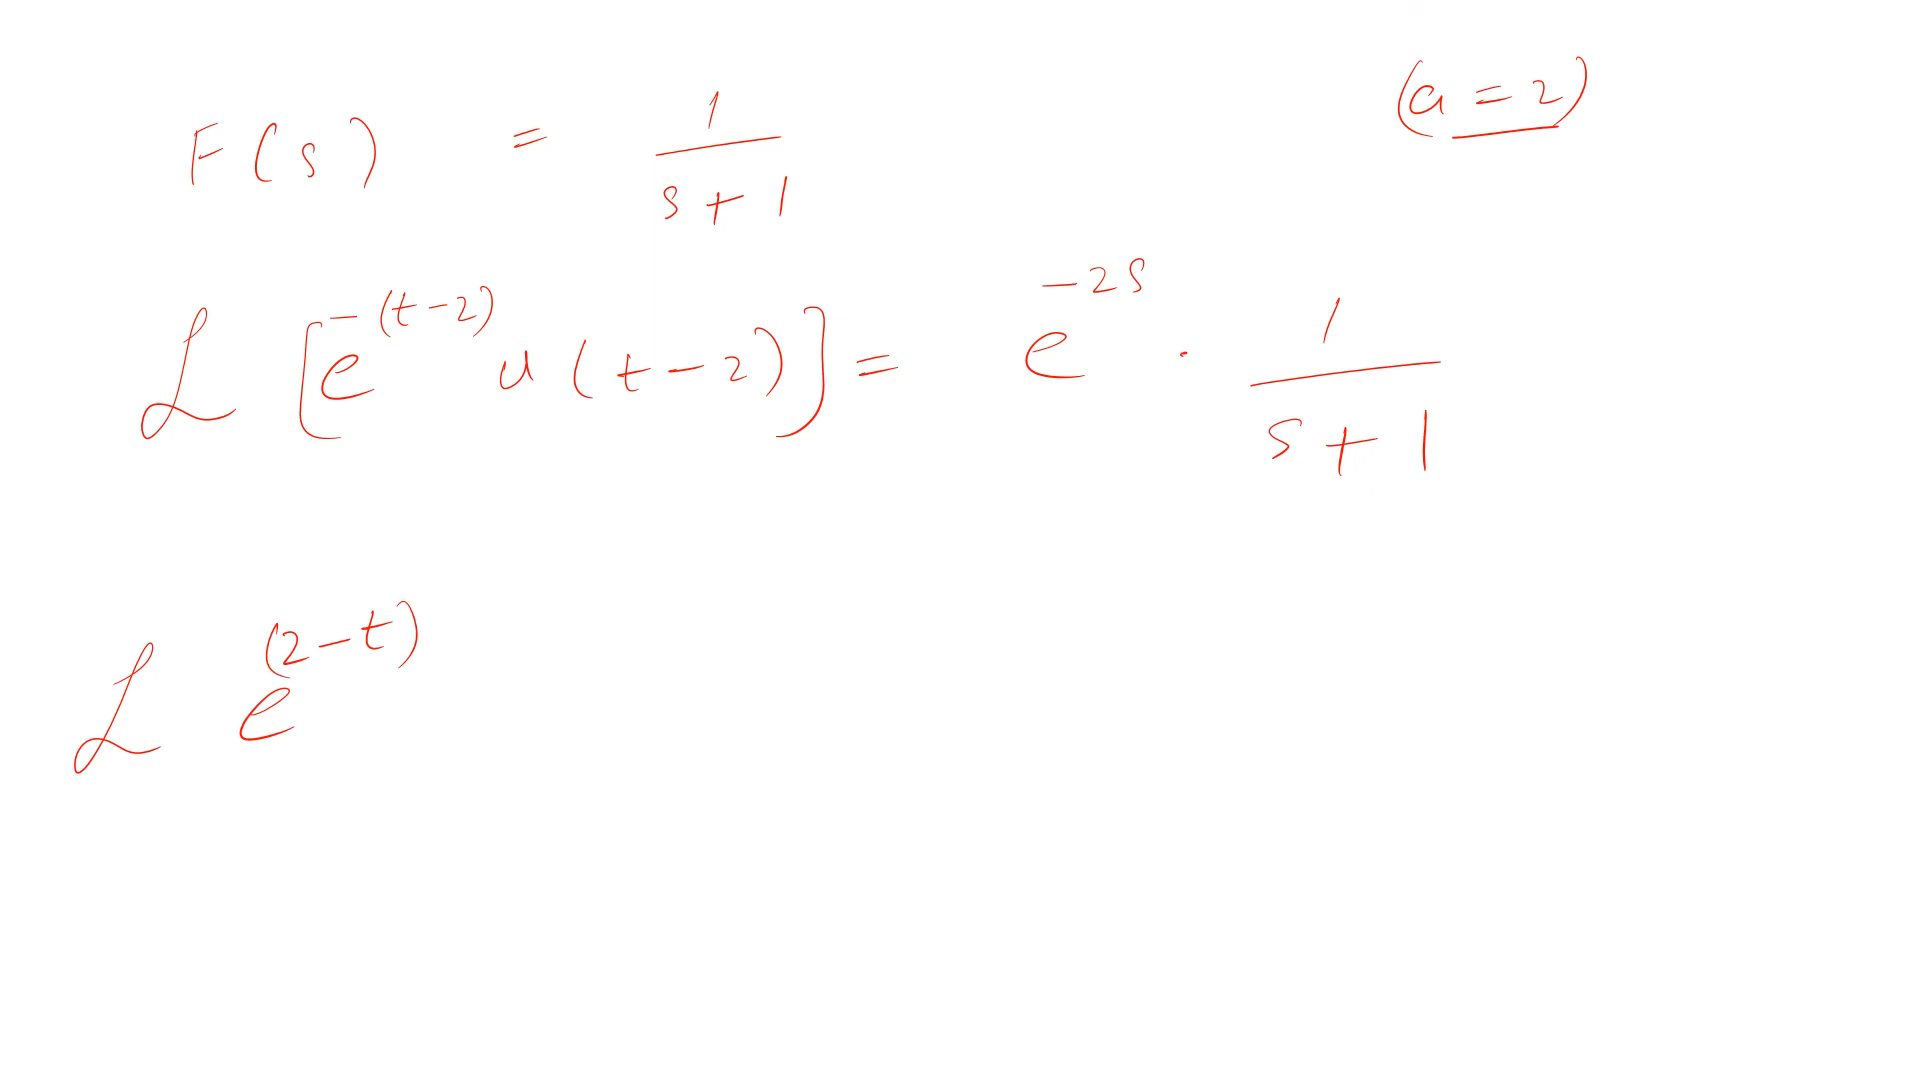 F(s) = 1/(s+1) (a=2)
ℒ[e^{-(t-2)} u(t-2)] = e^{-2s} · 1/(s+1)
ℒ e^{(2-t)}